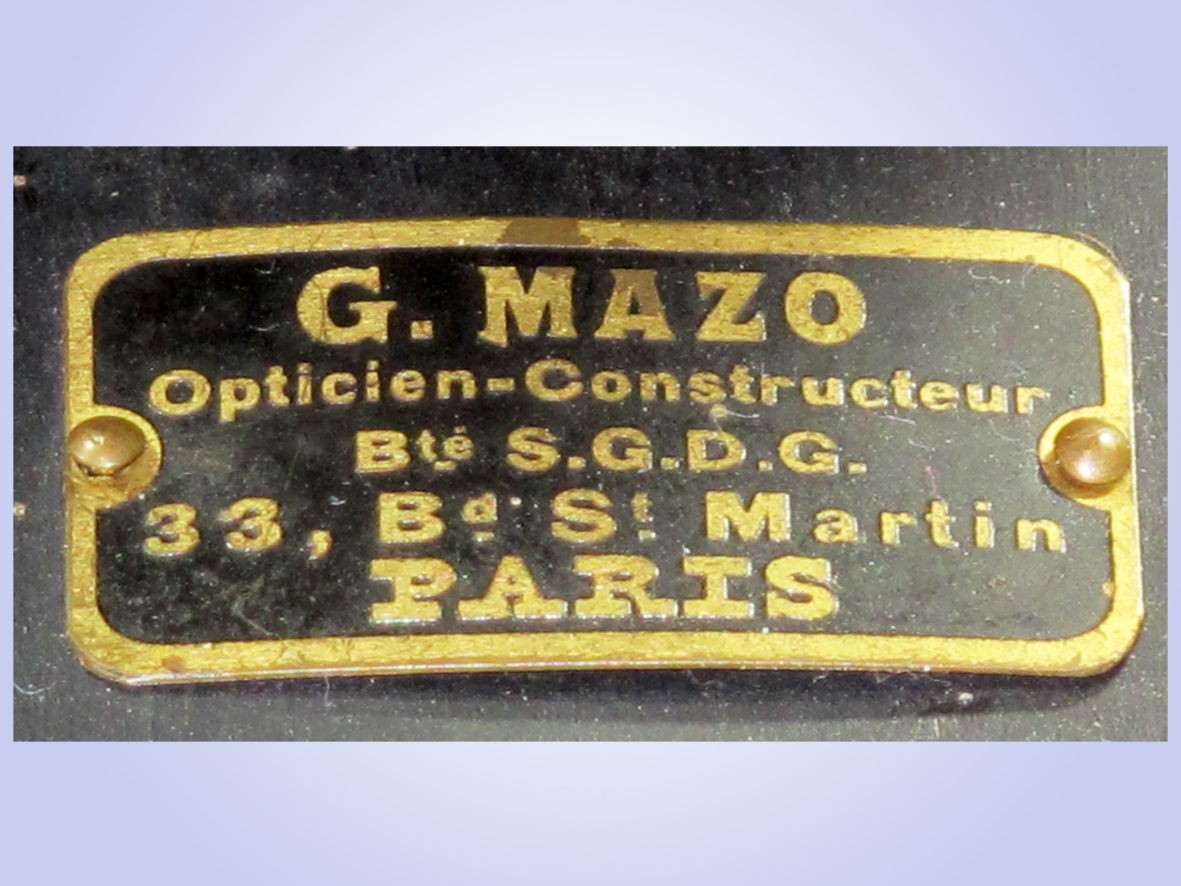 G. MAZO
Opticien-Constructeur
Bté S.G.D.G.
33, Bd. St Martin
PARIS